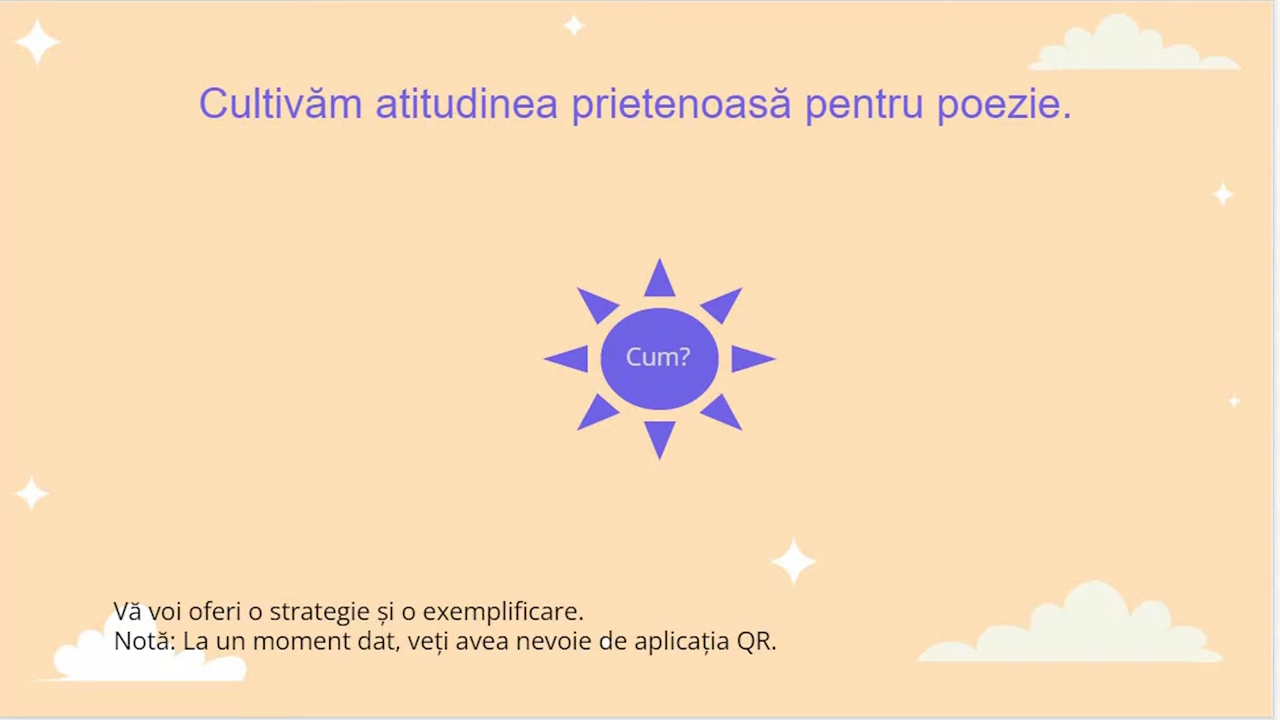 Cultivăm atitudinea prietenoasă pentru poezie.
Cum?
Vă voi oferi o strategie și o exemplificare.
Notă: La un moment dat, veți avea nevoie de aplicația QR.